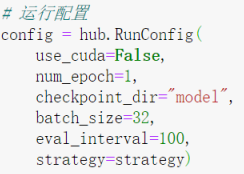 # 运行配置
config = hub.RunConfig(
    use_cuda=False,
    num_epoch=1,
    checkpoint_dir="model",
    batch_size=32,
    eval_interval=100,
    strategy=strategy)